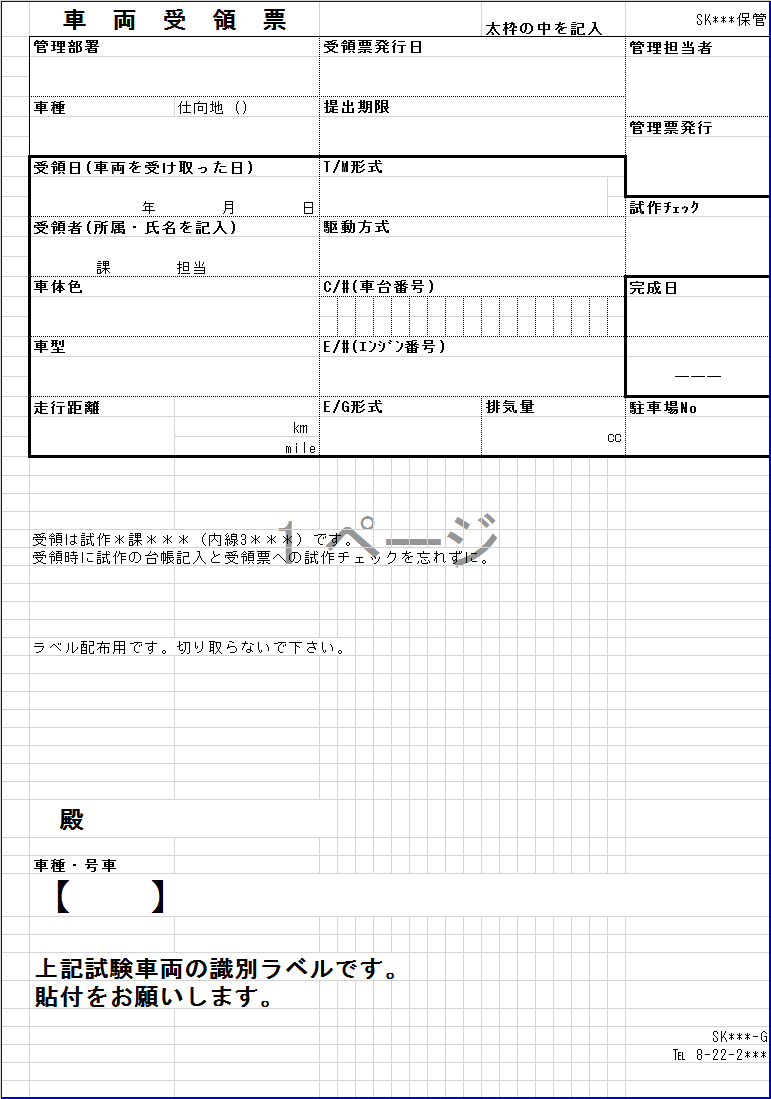 車 両 受 領 票
太枠の中を記入
SK***保管
管理部署
受領票発行日
管理担当者
車種
仕向地 ()
提出期限
管理票発行
受領日(車両を受け取った日)
T/M形式
年 月 日
試作ﾁｪｯｸ
受領者(所属・氏名を記入)
駆動方式
課 担当
車体色
C/#(車台番号)
完成日
車型
E/#(ｴﾝｼﾞﾝ番号)
———
走行距離
E/G形式
排気量
駐車場No
km
cc
mile
1 ページ
受領は試作＊課＊＊＊（内線3＊＊＊）です。
受領時に試作の台帳記入と受領票への試作チェックを忘れずに。
ラベル配布用です。切り取らないで下さい。
殿
車種・号車
【 】
上記試験車両の識別ラベルです。
貼付をお願いします。
SK***-G
℡ 8-22-2***